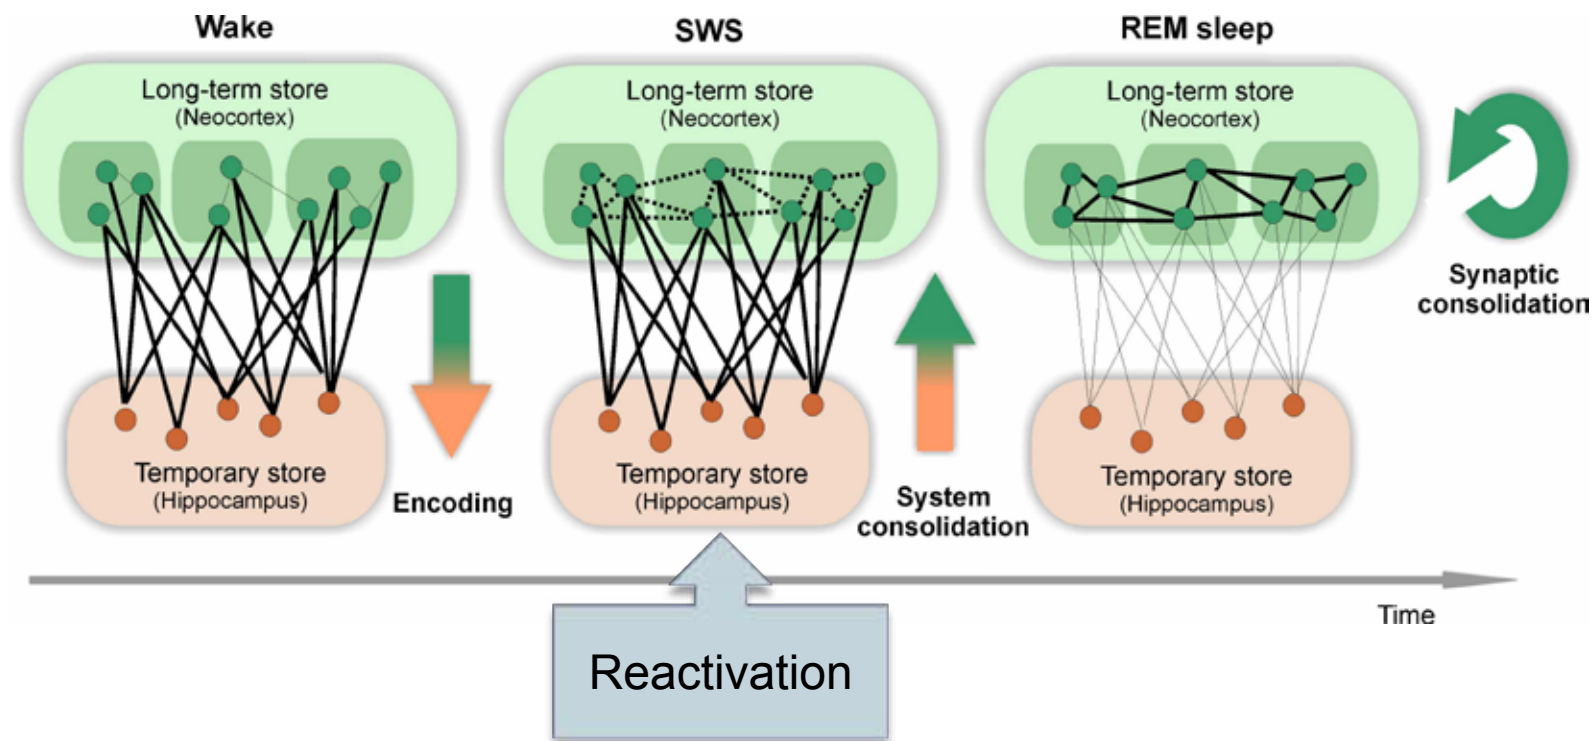 Wake
SWS
REM sleep
Long-term store
(Neocortex)
Long-term store
(Neocortex)
Long-term store
(Neocortex)
Synaptic
consolidation
Temporary store
(Hippocampus)
Encoding
Temporary store
(Hippocampus)
System
consolidation
Temporary store
(Hippocampus)
Time
Reactivation